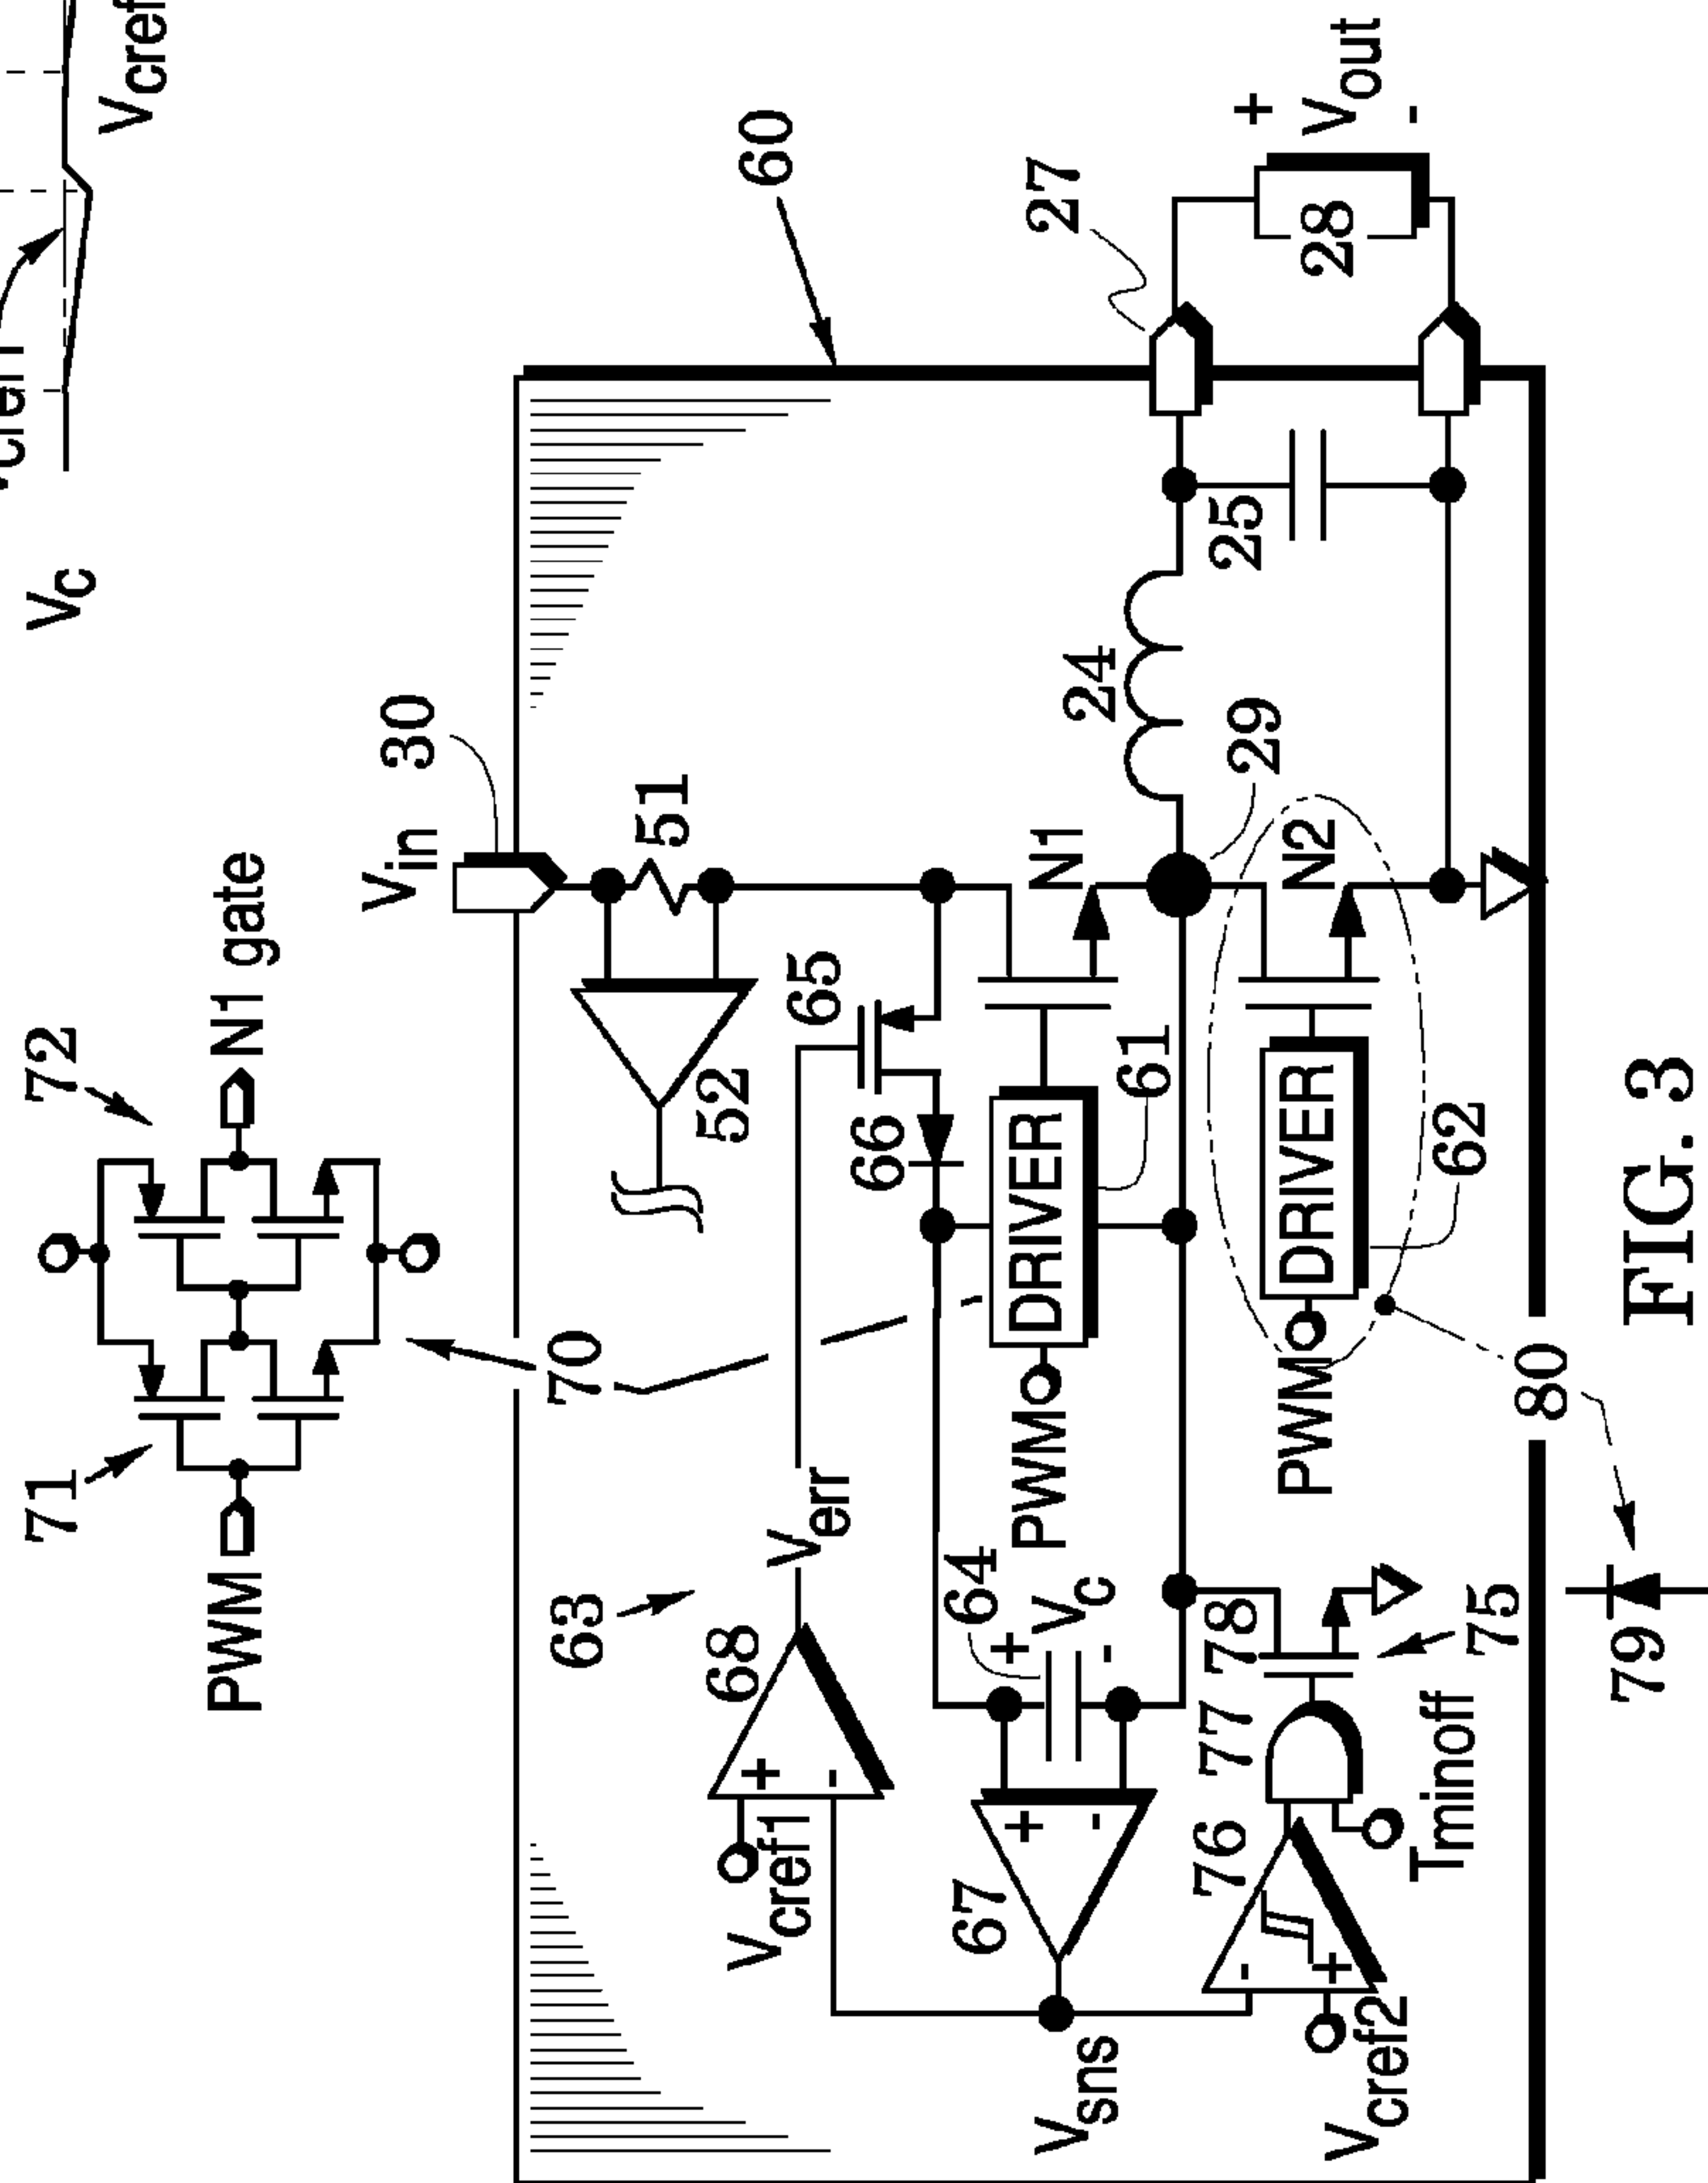 Vc
Vcref
71
72
PWM
N1 gate
Vin
30
63
70
51
68
52
60
Verr
65
Vcref1
+
-
66
67
64
+
Vc
-
DRIVER
PWM
61
N1
24
27
Vsns
+
-
76
77
78
25
29
+
Vout
-
28
DRIVER
PWM
N2
-
+
Vcref2
Tminoff
75
62
80
79
FIG. 3